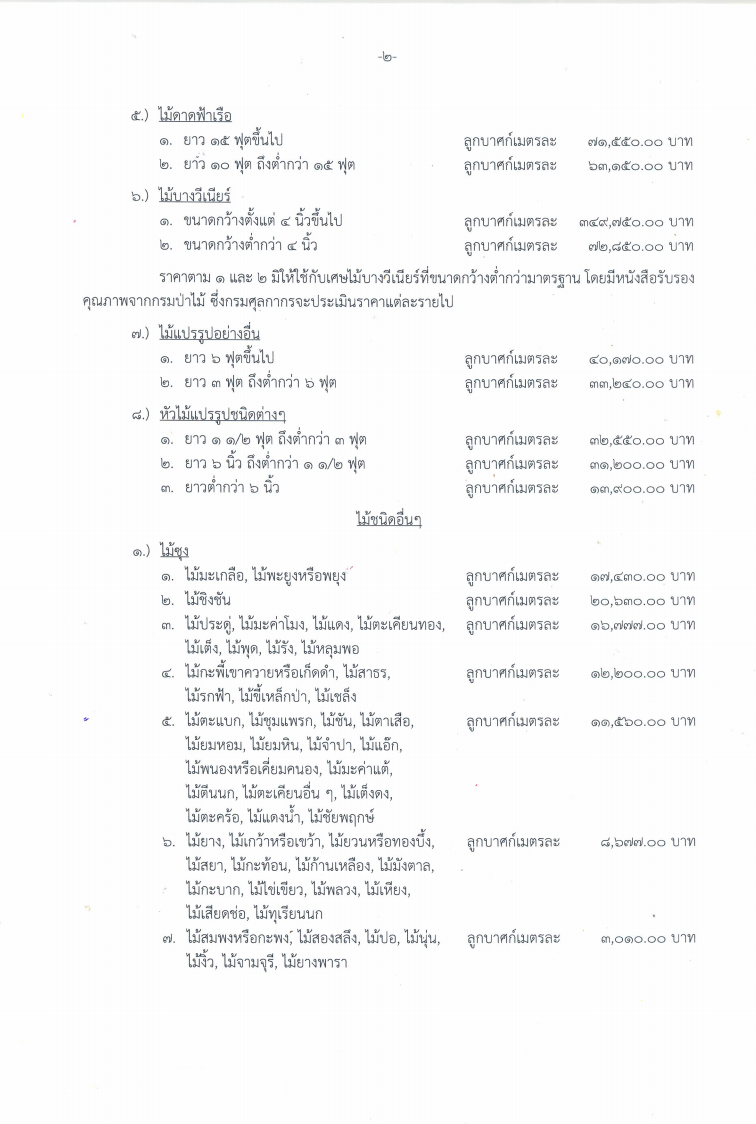 -๒-
๕.) ไม้ดาดฟ้าเรือ
๑. ยาว ๑๕ ฟุตขึ้นไป ลูกบาศก์เมตรละ ๗๑,๕๕๐.๐๐ บาท
๒. ยาว ๑๐ ฟุต ถึงต่ำกว่า ๑๕ ฟุต ลูกบาศก์เมตรละ ๖๓,๑๕๐.๐๐ บาท
๖.) ไม้บางวีเนียร์
๑. ขนาดกว้างตั้งแต่ ๔ นิ้วขึ้นไป ลูกบาศก์เมตรละ ๓๔๙,๗๕๐.๐๐ บาท
๒. ขนาดกว้างต่ำกว่า ๔ นิ้ว ลูกบาศก์เมตรละ ๗๒,๘๕๐.๐๐ บาท
ราคาตาม ๑ และ ๒ มิให้ใช้กับเศษไม้บางวีเนียร์ที่ขนาดกว้างต่ำกว่ามาตรฐาน โดยมีหนังสือรับรอง
คุณภาพจากกรมป่าไม้ ซึ่งกรมศุลกากรจะประเมินราคาแต่ละรายไป
๗.) ไม้แปรรูปอย่างอื่น
๑. ยาว ๖ ฟุตขึ้นไป ลูกบาศก์เมตรละ ๔๐,๑๗๐.๐๐ บาท
๒. ยาว ๓ ฟุต ถึงต่ำกว่า ๖ ฟุต ลูกบาศก์เมตรละ ๓๓,๒๔๐.๐๐ บาท
๘.) หัวไม้แปรรูปชนิดต่างๆ
๑. ยาว ๑ ๑/๒ ฟุต ถึงต่ำกว่า ๓ ฟุต ลูกบาศก์เมตรละ ๓๒,๕๕๐.๐๐ บาท
๒. ยาว ๖ นิ้ว ถึงต่ำกว่า ๑ ๑/๒ ฟุต ลูกบาศก์เมตรละ ๓๑,๒๐๐.๐๐ บาท
๓. ยาวต่ำกว่า ๖ นิ้ว ลูกบาศก์เมตรละ ๑๓,๙๐๐.๐๐ บาท
ไม้ชนิดอื่นๆ
๑.) ไม้ซุง
๑. ไม้มะเกลือ, ไม้พะยูงหรือพยุง ลูกบาศก์เมตรละ ๑๗,๔๓๐.๐๐ บาท
๒. ไม้ชิงชัน ลูกบาศก์เมตรละ ๒๐,๖๓๐.๐๐ บาท
๓. ไม้ประดู่, ไม้มะค่าโมง, ไม้แดง, ไม้ตะเคียนทอง, ลูกบาศก์เมตรละ ๑๖,๗๗๗.๐๐ บาท
ไม้เต็ง, ไม้พุด, ไม้รัง, ไม้หลุมพอ
๔. ไม้กะพี้เขาควายหรือเก็ดดำ, ไม้สาธร, ลูกบาศก์เมตรละ ๑๒,๒๐๐.๐๐ บาท
ไม้รกฟ้า, ไม้ขี้เหล็กป่า, ไม้เชล็ง
๕. ไม้ตะแบก, ไม้ชุมแพรก, ไม้ชัน, ไม้ตาเสือ, ลูกบาศก์เมตรละ ๑๑,๕๖๐.๐๐ บาท
ไม้ยมหอม, ไม้ยมหิน, ไม้จำปา, ไม้แอ๊ก,
ไม้พนองหรือเคี่ยมคนอง, ไม้มะค่าแต้,
ไม้ตีนนก, ไม้ตะเคียนอื่น ๆ, ไม้เต็งตง,
ไม้ตะคร้อ, ไม้แดงน้ำ, ไม้ชัยพฤกษ์
๖. ไม้ยาง, ไม้เกว้าหรือเขว้า, ไม้ยวนหรือทองบึ้ง, ลูกบาศก์เมตรละ ๘,๖๗๗.๐๐ บาท
ไม้สยา, ไม้กะท้อน, ไม้ก้านเหลือง, ไม้มังตาล,
ไม้กะบาก, ไม้ไข่เขียว, ไม้พลวง, ไม้เหียง,
ไม้เสียดช่อ, ไม้ทุเรียนนก
๗. ไม้สมพงหรือกะพง, ไม้สองสลึง, ไม้ปอ, ไม้นุ่น, ลูกบาศก์เมตรละ ๓,๐๑๐.๐๐ บาท
ไม้งิ้ว, ไม้จามจุรี, ไม้ยางพารา